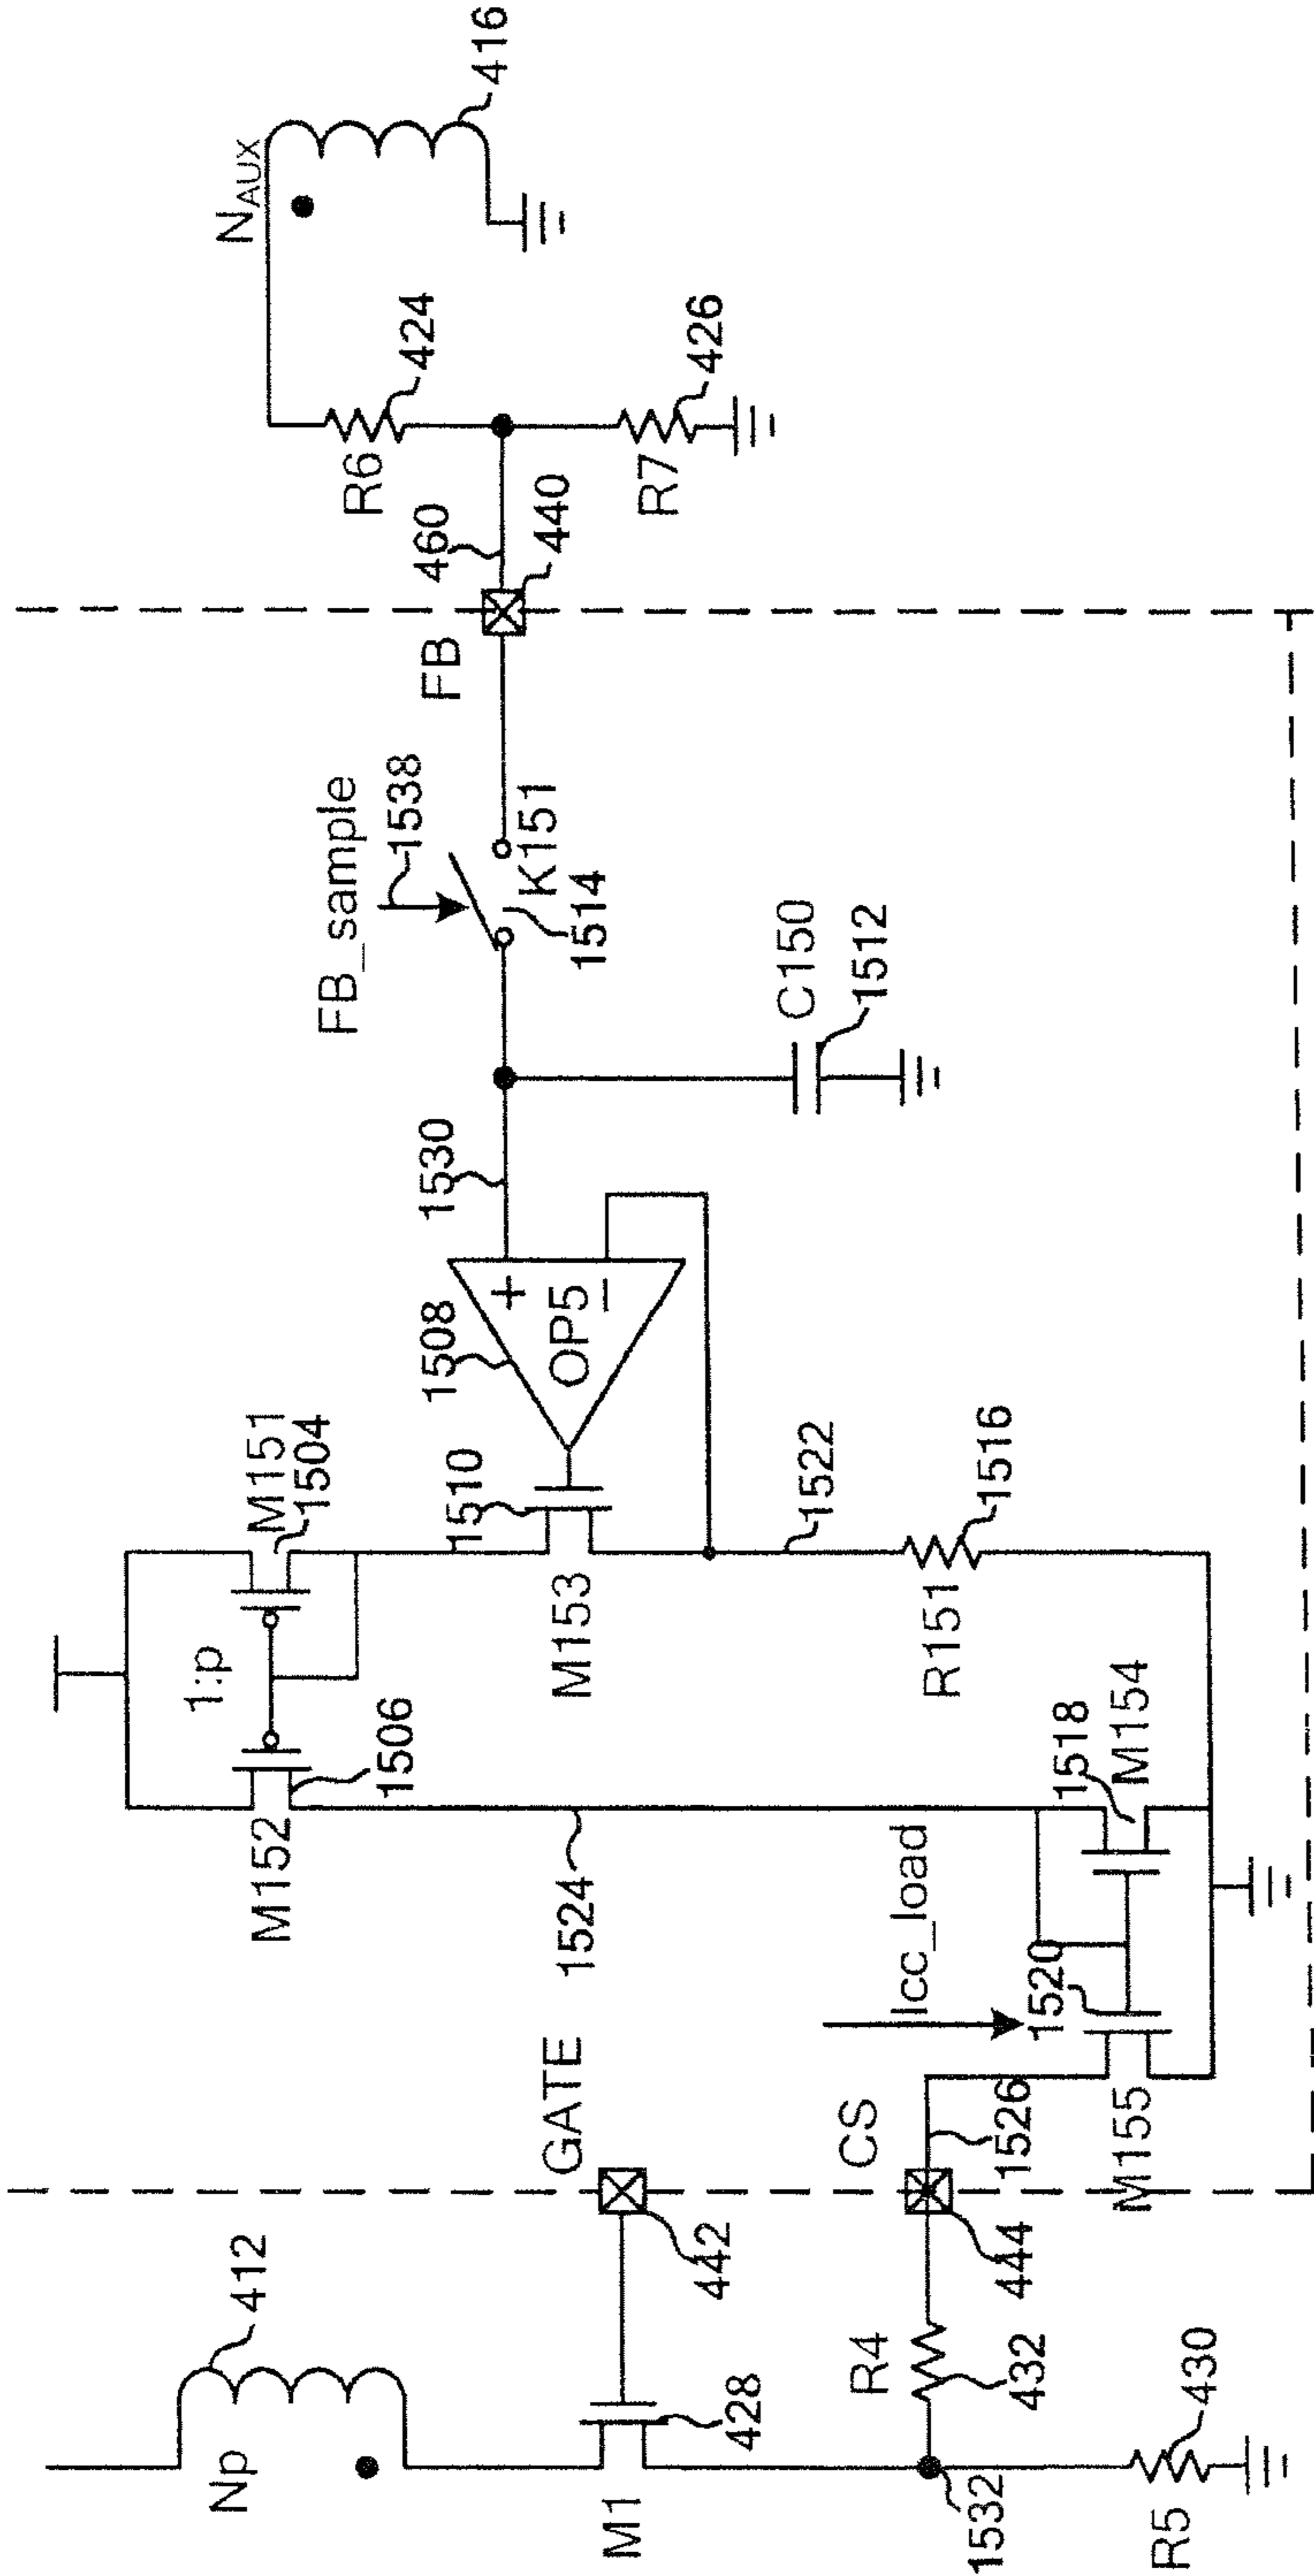 Np
412
M1
428
GATE
442
R4
432
CS
444
1526
1532
R5
430
M152
1:p
1506
M151
1504
1524
1510
M153
1522
R151
1516
Icc_load
1520
M155
1518
M154
1508
OP5
+
−
1530
C150
1512
FB_sample
1538
K151
1514
FB
460
440
R6
424
R7
426
NAUX
416